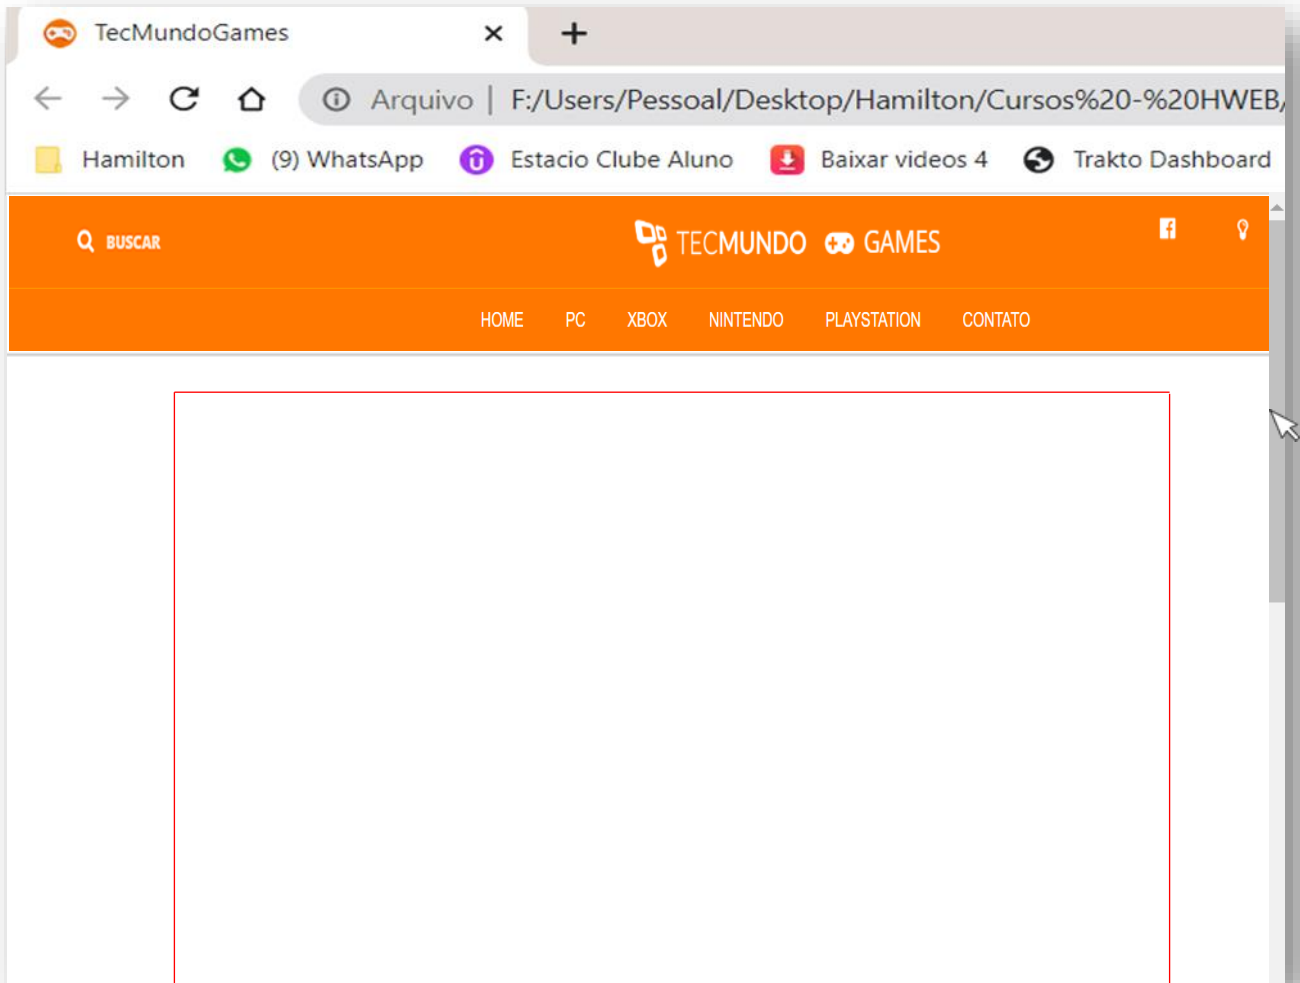 TecMundoGames
Arquivo | F:/Users/Pessoal/Desktop/Hamilton/Cursos%20-%20HWEB/
Hamilton (9) WhatsApp Estacio Clube Aluno Baixar videos 4 Trakto Dashboard
BUSCAR TECMUNDO GAMES
HOME PC XBOX NINTENDO PLAYSTATION CONTATO